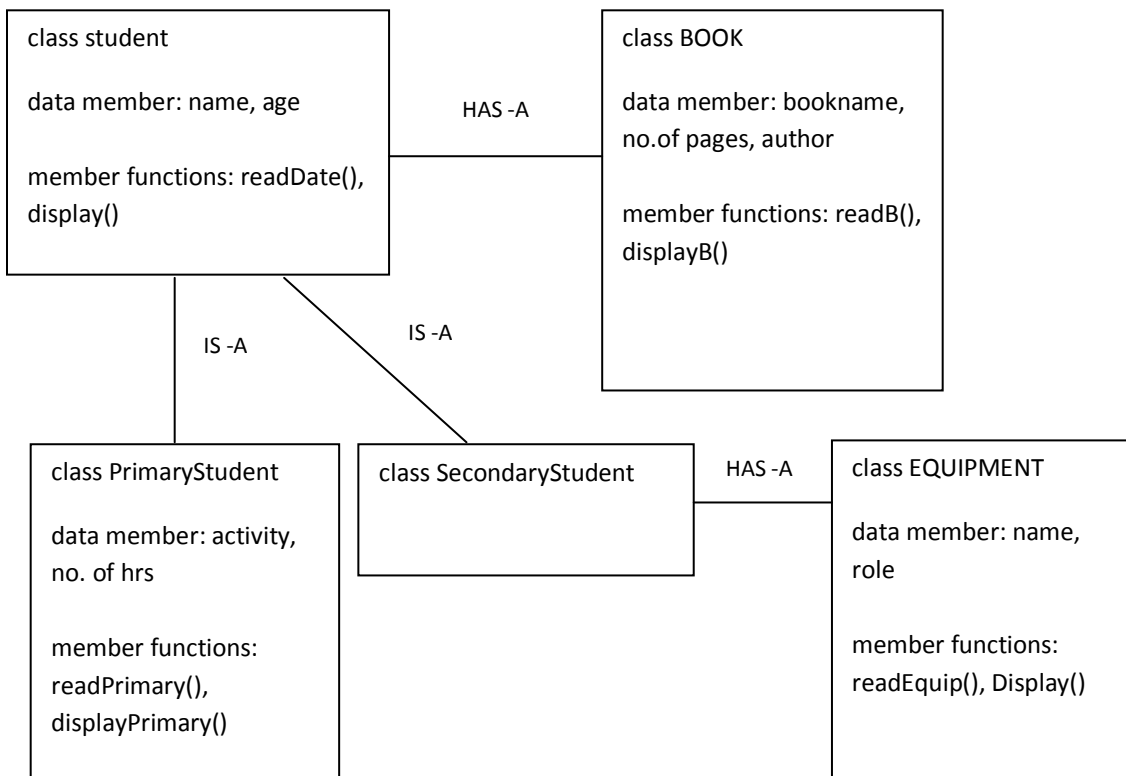 class student
data member: name, age
member functions: readDate(),
display()
HAS -A
class BOOK
data member: bookname,
no.of pages, author
member functions: readB(),
displayB()
IS -A
IS -A
class PrimaryStudent
data member: activity,
no. of hrs
member functions:
readPrimary(),
displayPrimary()
class SecondaryStudent
HAS -A
class EQUIPMENT
data member: name,
role
member functions:
readEquip(), Display()